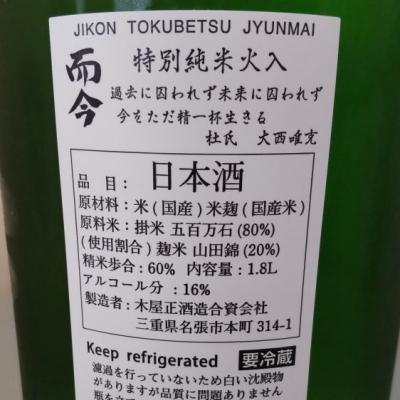 JIKON TOKUBETSU JYUNMAI
而今 特別純米火入
過去に囚われず未来に囚われず
今をただ精一杯生きる
杜氏 大西唯克
品目: 日本酒
原材料:米(国産)米麹(国産米)
原料米:掛米 五百万石(80%)
(使用割合)麹米 山田錦(20%)
精米歩合:60% 内容量:1.8L
アルコール分:16%
製造者:木屋正酒造合資会社
三重県名張市本町314-1
Keep refrigerated 要冷蔵
濾過を行っていないため白い沈殿物
がありますが品質に問題ありません